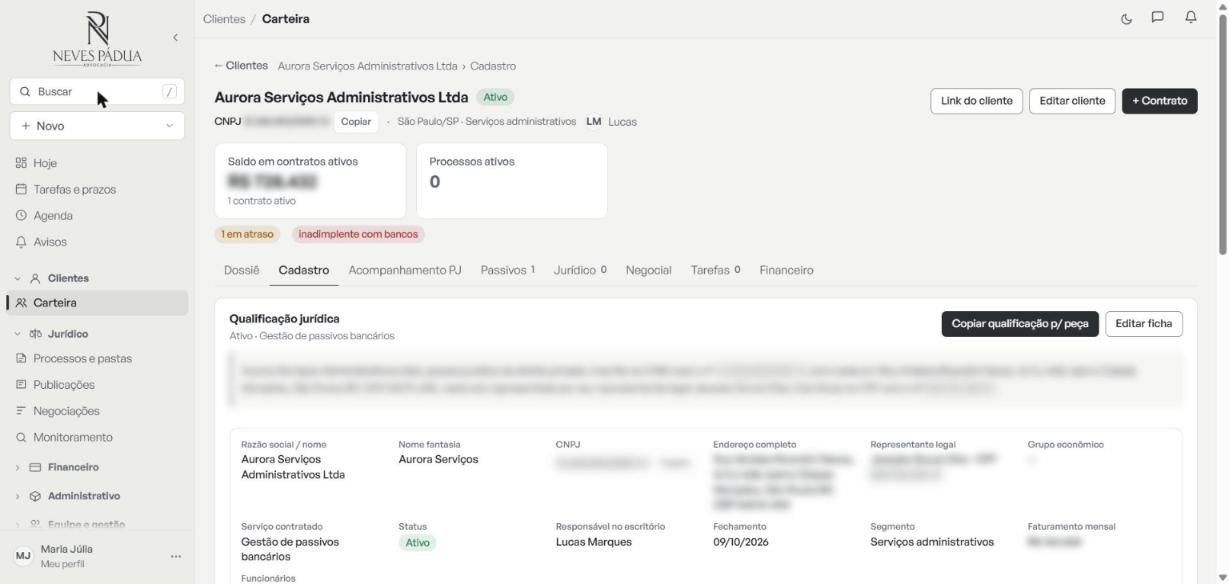 NEVES PÁDUA
ADVOCACIA
Buscar /
+ Novo
Hoje
Tarefas e prazos
Agenda
Avisos
Clientes
Carteira
Jurídico
Processos e pastas
Publicações
Negociações
Monitoramento
Financeiro
Administrativo
Equipe e gestão
MJ Maria Júlia
Meu perfil
...
Clientes / Carteira
← Clientes Aurora Serviços Administrativos Ltda › Cadastro
Aurora Serviços Administrativos Ltda Ativo
Link do cliente Editar cliente + Contrato
CNPJ Copiar · São Paulo/SP · Serviços administrativos LM Lucas
Saldo em contratos ativos
1 contrato ativo
Processos ativos
0
1 em atraso inadimplente com bancos
Dossiê Cadastro Acompanhamento PJ Passivos 1 Jurídico 0 Negocial Tarefas 0 Financeiro
Qualificação jurídica
Ativo · Gestão de passivos bancários
Copiar qualificação p/ peça Editar ficha
Razão social / nome
Aurora Serviços
Administrativos Ltda
Nome fantasia
Aurora Serviços
CNPJ
Endereço completo
Representante legal
Grupo econômico
Serviço contratado
Gestão de passivos
bancários
Status
Ativo
Responsável no escritório
Lucas Marques
Fechamento
09/10/2026
Segmento
Serviços administrativos
Faturamento mensal
Funcionários